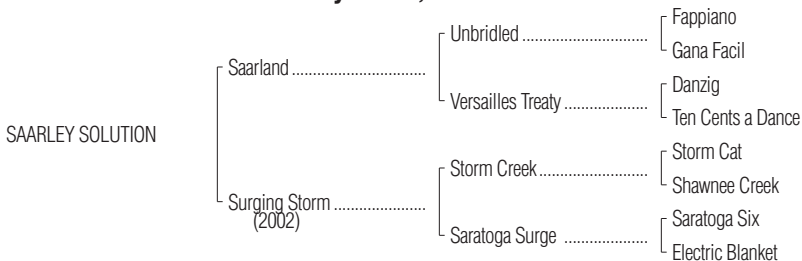 Fappiano
Unbridled ..............................
Gana Facil
Saarland ................................
Danzig
Versailles Treaty ....................
Ten Cents a Dance
SAARLEY SOLUTION
Storm Cat
Storm Creek..........................
Shawnee Creek
Surging Storm ......................
(2002)
Saratoga Six
Saratoga Surge ....................
Electric Blanket